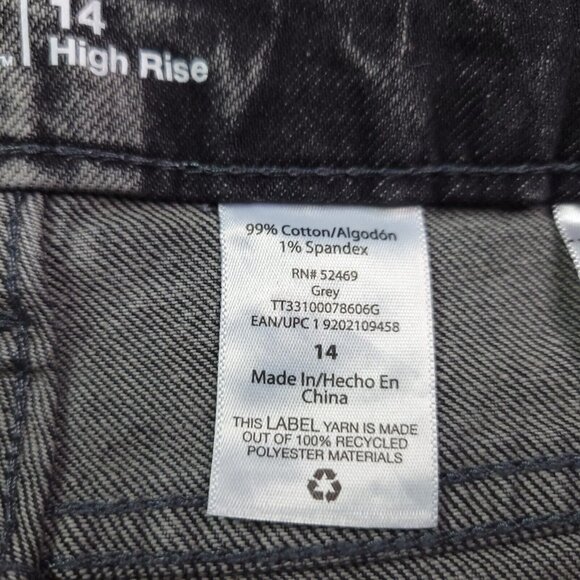 ™ 14
High Rise
99% Cotton/Algodón
1% Spandex
RN# 52469
Grey
TT33100078606G
EAN/UPC 1 9202109458
14
Made In/Hecho En
China
THIS LABEL YARN IS MADE
OUT OF 100% RECYCLED
POLYESTER MATERIALS